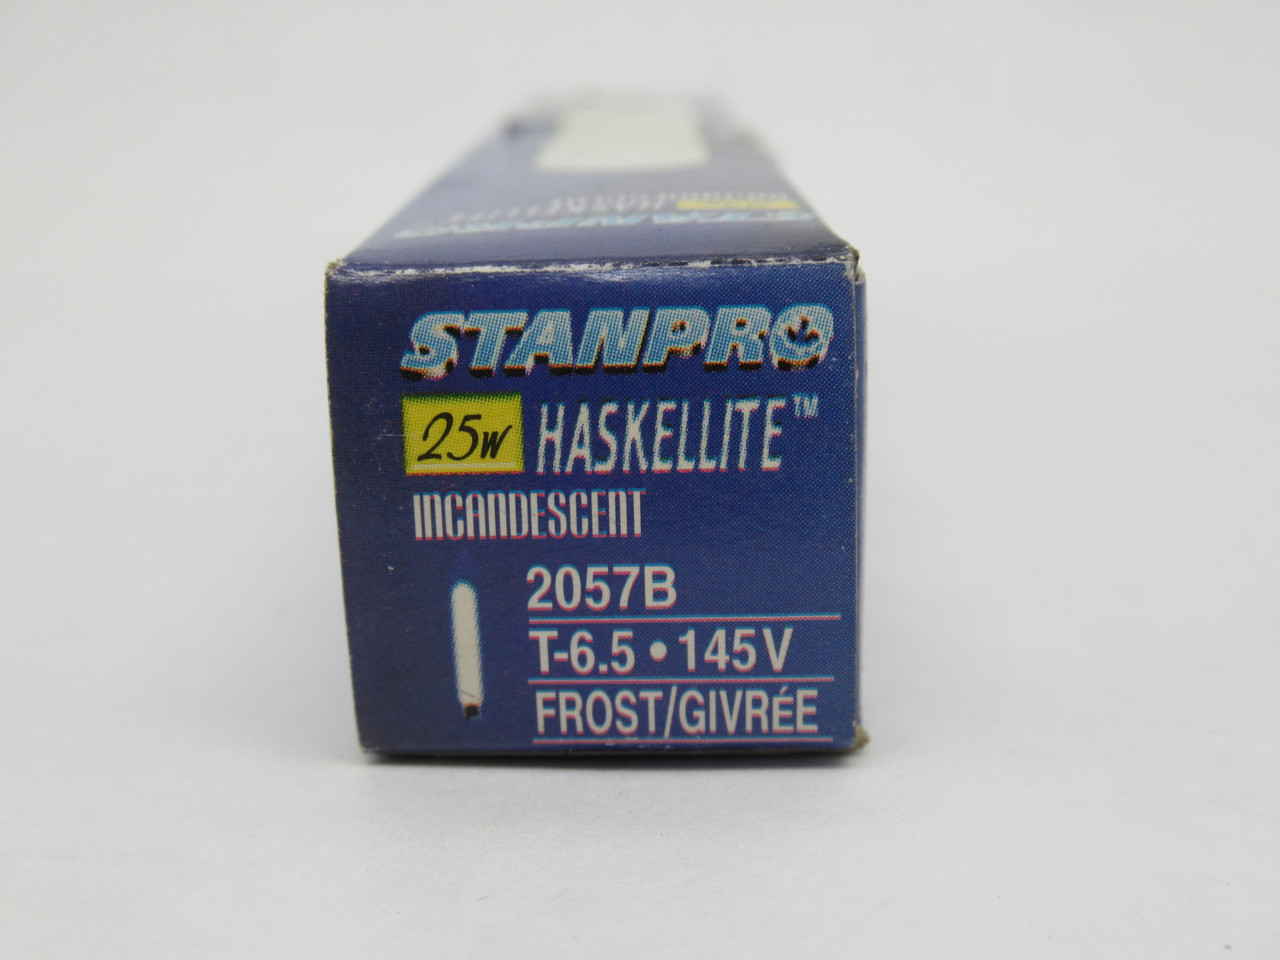 STANPRO
25W HASKELLITE™
INCANDESCENT
2057B
T-6.5 • 145V
FROST/GIVRÉE